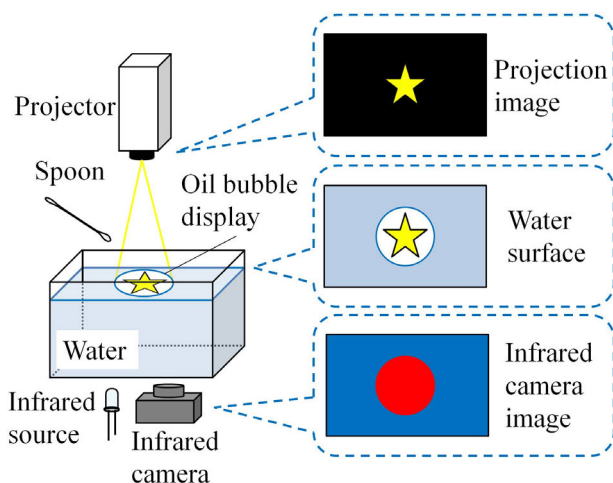 Projector
Spoon
Oil bubble
display
Water
Infrared
source
Infrared
camera
Projection
image
Water
surface
Infrared
camera
image